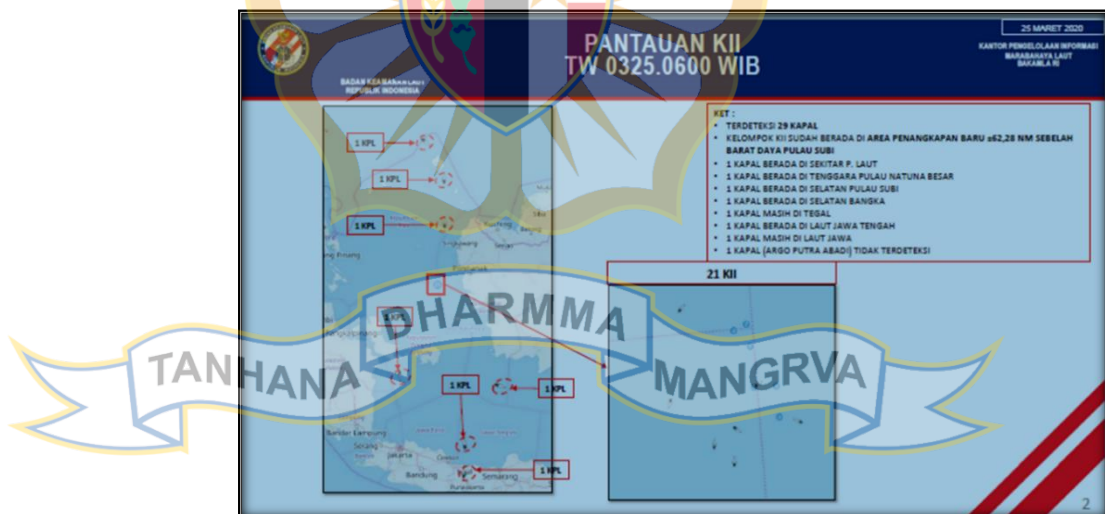 25 MARET 2020
PANTAUAN KII
TW 0325.0600 WIB
KANTOR PENGELOLAAN INFORMASI
MARABAHAYA LAUT
BAKAMLA RI
BADAN KEAMANAN LAUT
REPUBLIK INDONESIA
KET :
• TERDETEKSI 29 KAPAL
• KELOMPOK KII SUDAH BERADA DI AREA PENANGKAPAN BARU ±62,28 NM SEBELAH
BARAT DAYA PULAU SUBI
• 1 KAPAL BERADA DI SEKITAR P. LAUT
• 1 KAPAL BERADA DI TENGGARA PULAU NATUNA BESAR
• 1 KAPAL BERADA DI SELATAN PULAU SUBI
• 1 KAPAL BERADA DI SELATAN BANGKA
• 1 KAPAL MASIH DI TEGAL
• 1 KAPAL BERADA DI LAUT JAWA TENGAH
• 1 KAPAL MASIH DI LAUT JAWA
• 1 KAPAL (ARGO PUTRA ABADI) TIDAK TERDETEKSI
1 KPL
1 KPL
1 KPL
Singkawang
Pontianak
21 KII
1 KPL
DHARMMA
TANHANA
MANGRVA
1 KPL
1 KPL
Bandar Lampung
Serang
Jakarta
Bandung
Semarang
1 KPL
2